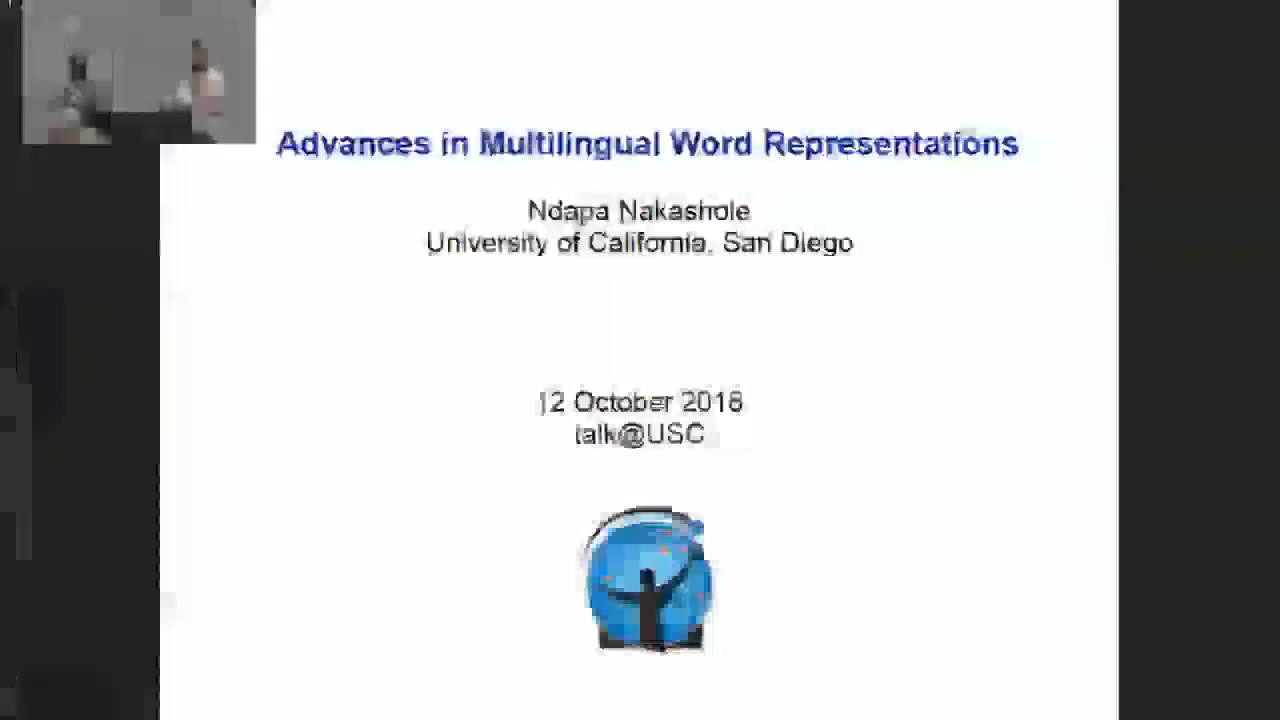 Advances in Multilingual Word Representations
Ndapa Nakashole
University of California, San Diego
12 October 2018
talk@USC